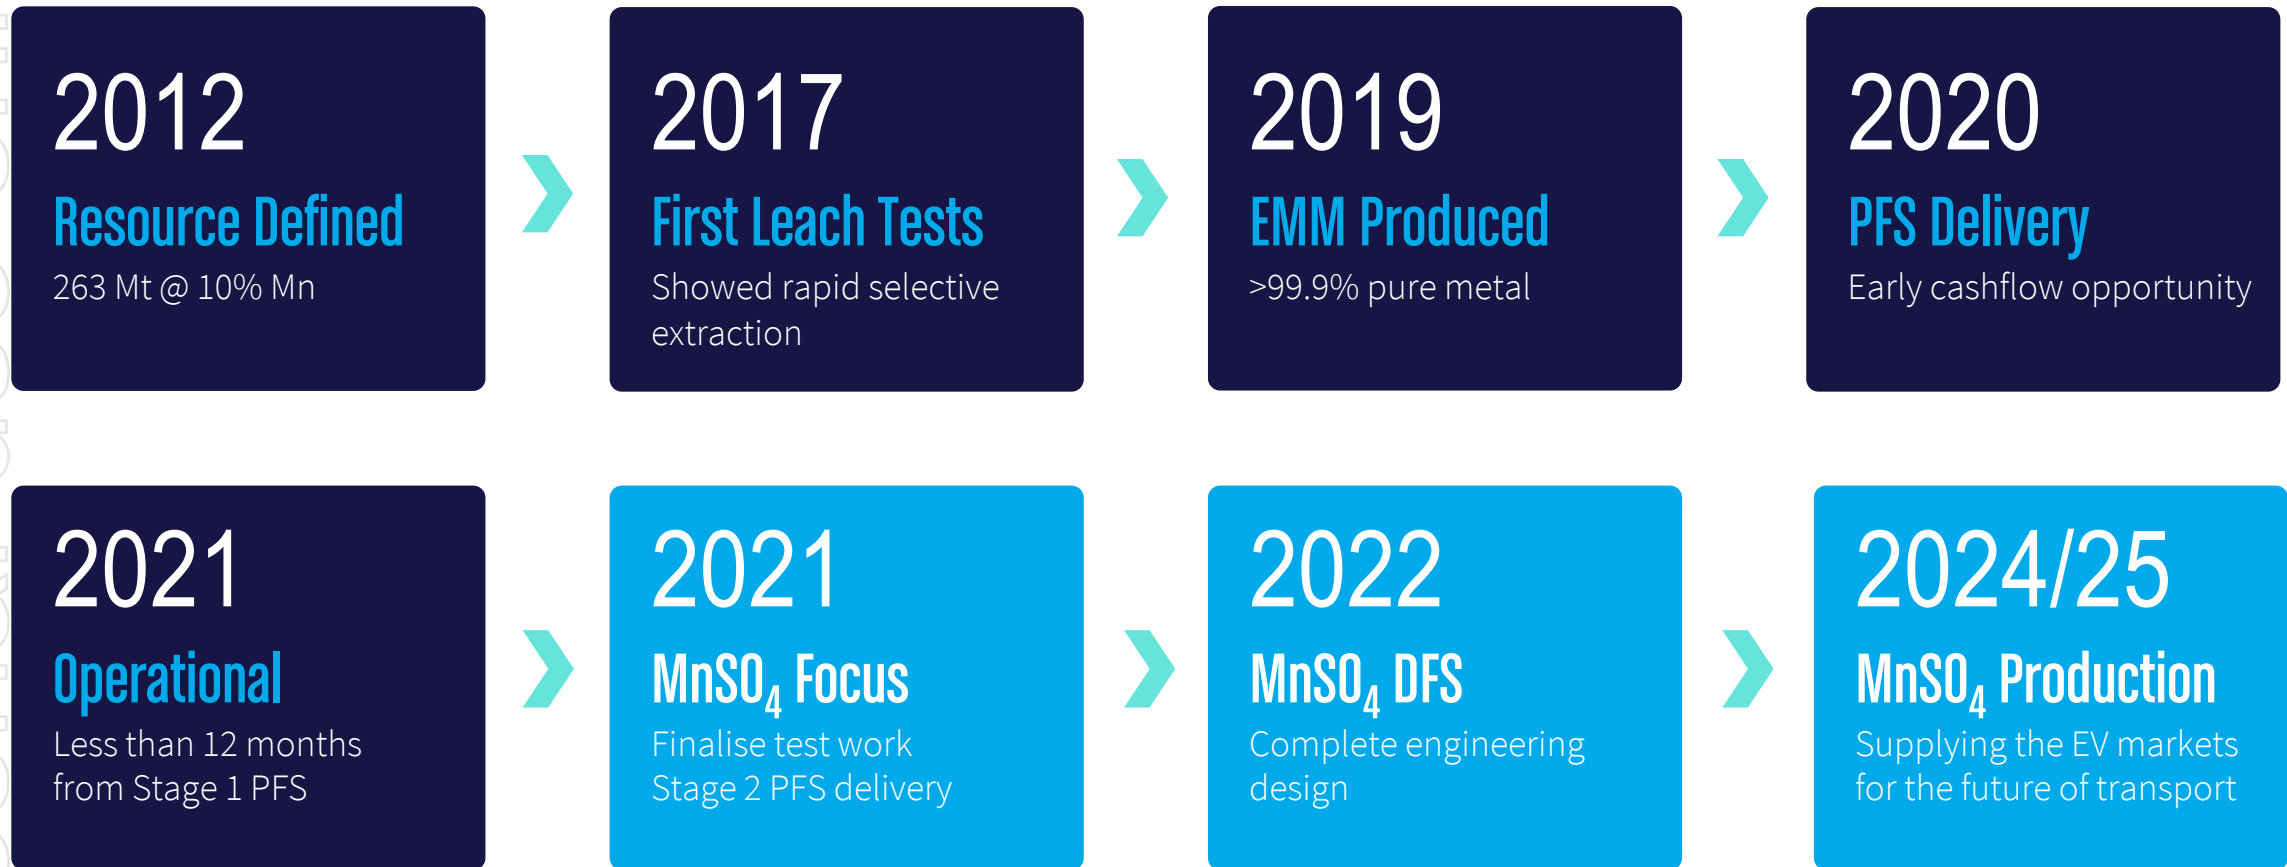 2012
Resource Defined
263 Mt @ 10% Mn
2017
First Leach Tests
Showed rapid selective
extraction
2019
EMM Produced
>99.9% pure metal
2020
PFS Delivery
Early cashflow opportunity
2021
Operational
Less than 12 months
from Stage 1 PFS
2021
MnSO₄ Focus
Finalise test work
Stage 2 PFS delivery
2022
MnSO₄ DFS
Complete engineering
design
2024/25
MnSO₄ Production
Supplying the EV markets
for the future of transport